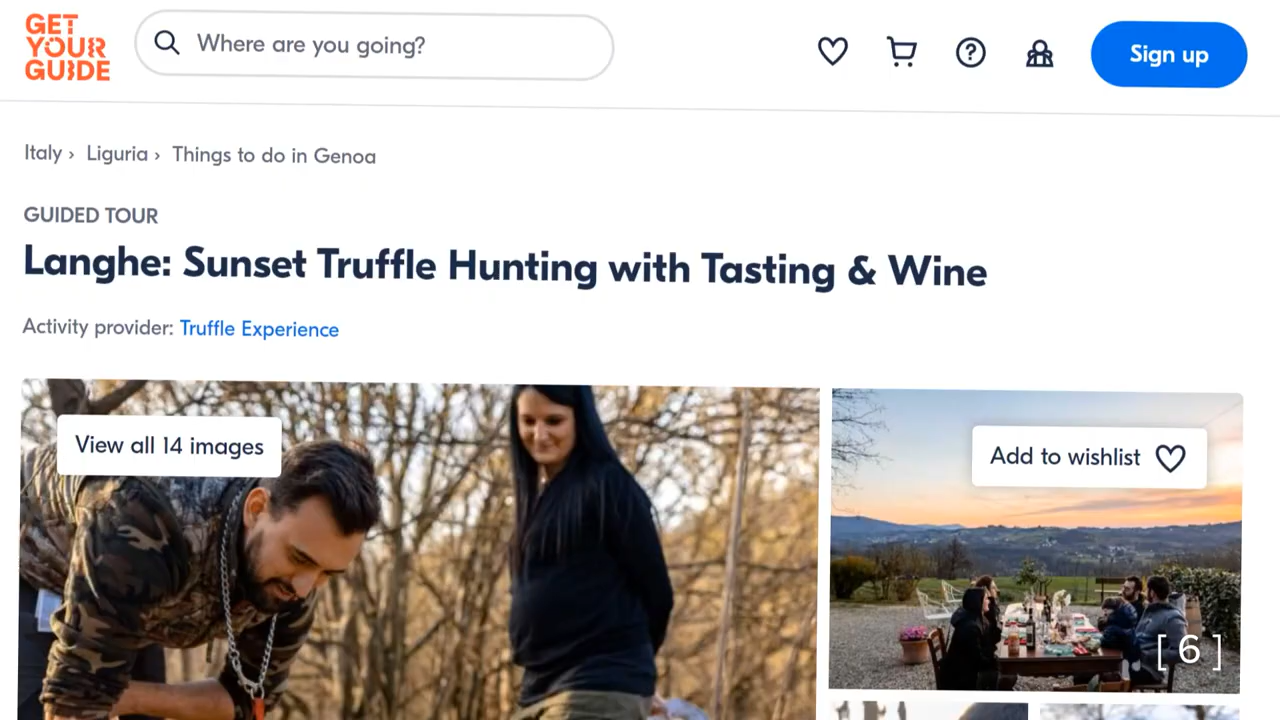 GET
YOUR
GUIDE
Where are you going?
Sign up
Italy › Liguria › Things to do in Genoa
GUIDED TOUR
Langhe: Sunset Truffle Hunting with Tasting & Wine
Activity provider: Truffle Experience
View all 14 images
Add to wishlist
[ 6 ]